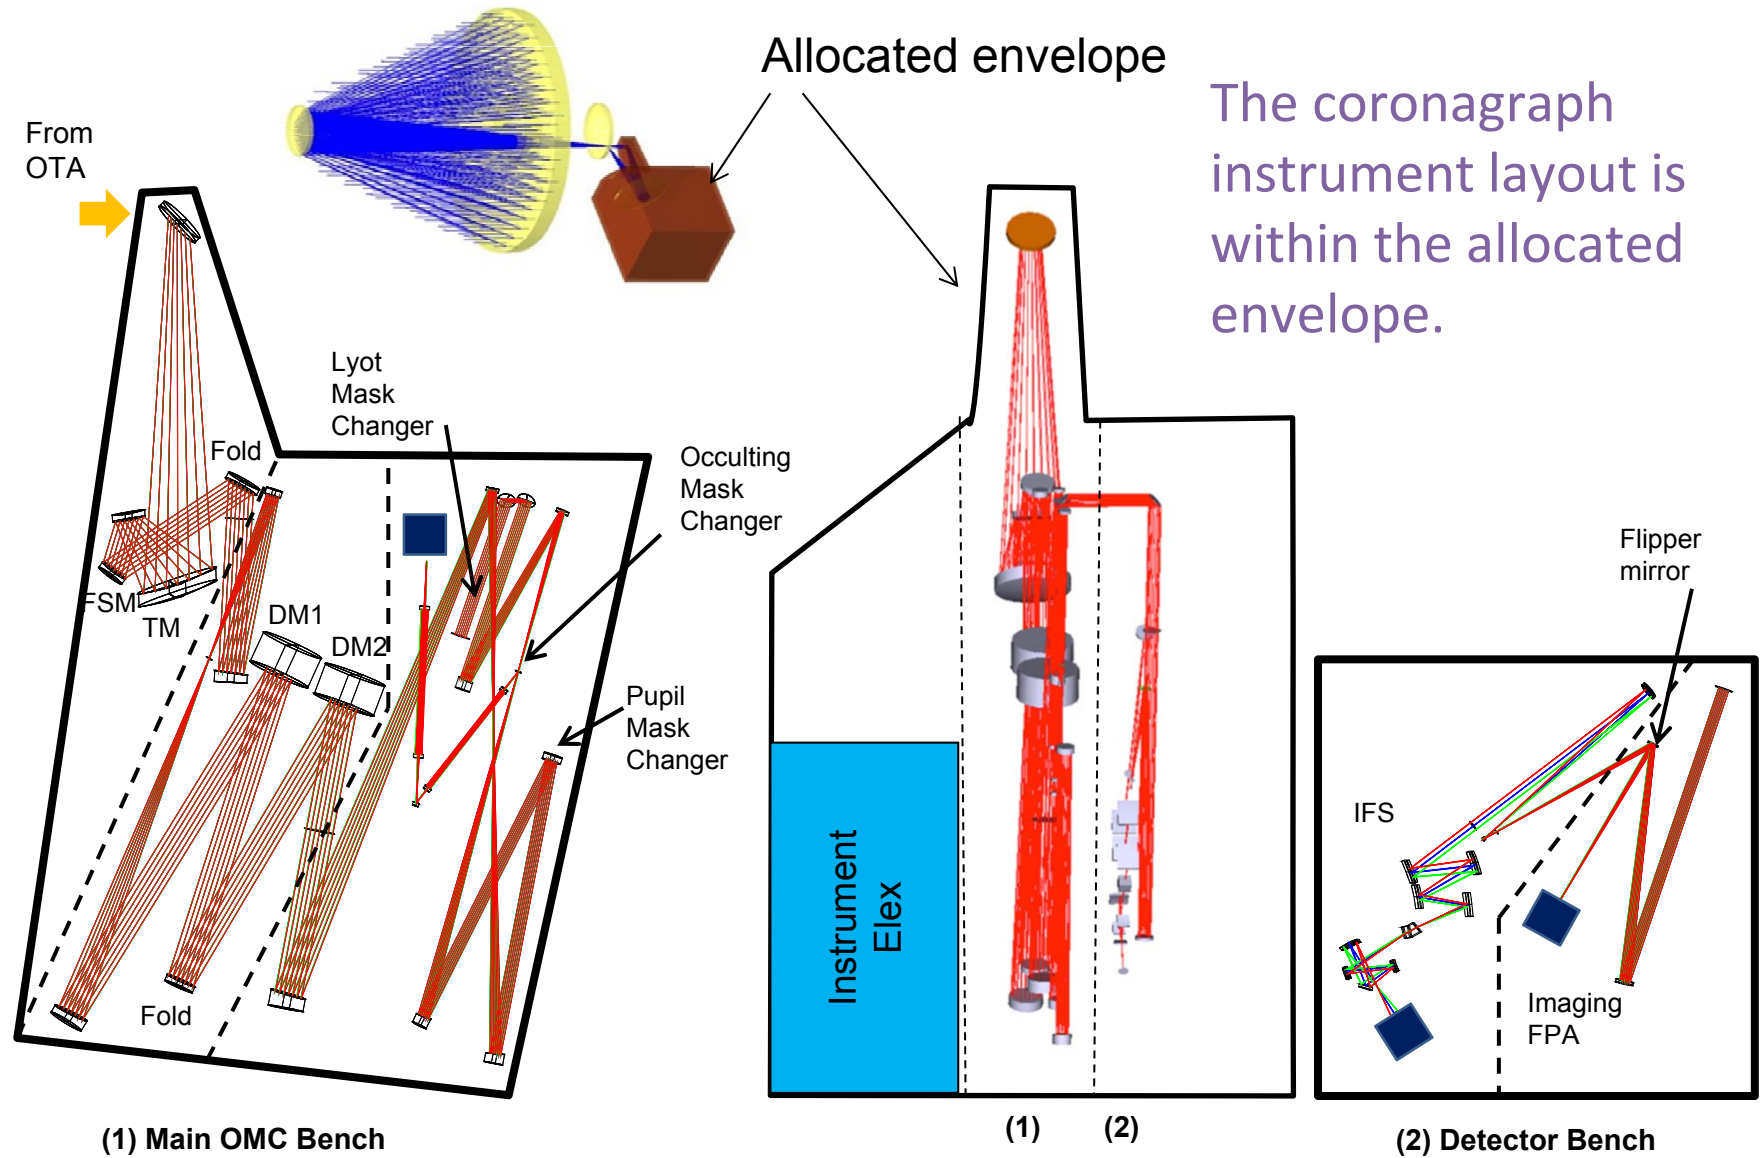 Allocated envelope
The coronagraph
instrument layout is
within the allocated
envelope.
From
OTA
Lyot
Mask
Changer
Fold
Occulting
Mask
Changer
FSM
TM
DM1
DM2
Pupil
Mask
Changer
Fold
Instrument
Elex
Flipper
mirror
IFS
Imaging
FPA
(1) Main OMC Bench
(1)
(2)
(2) Detector Bench